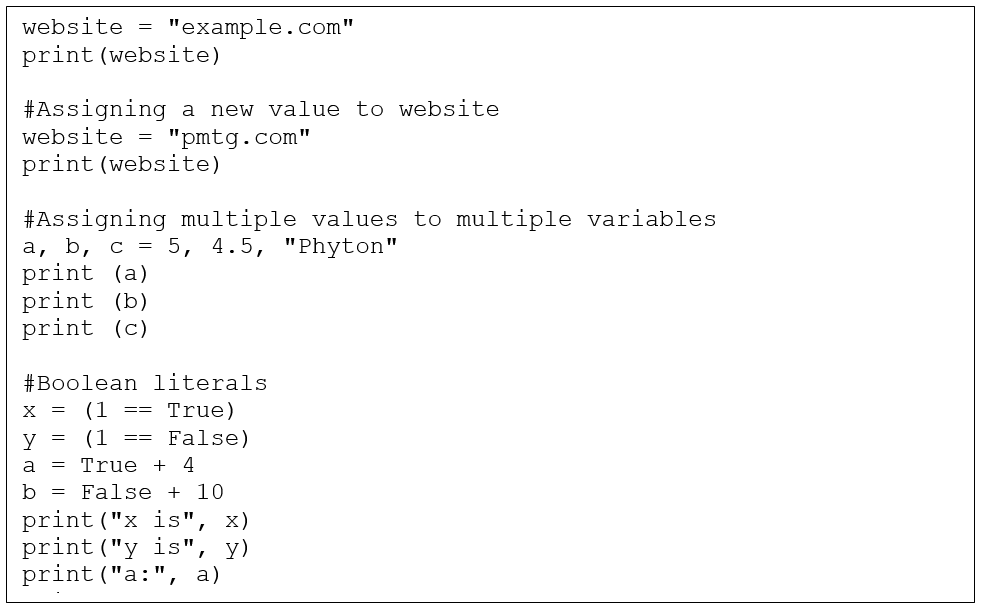 website = "example.com"
print(website)

#Assigning a new value to website
website = "pmtg.com"
print(website)

#Assigning multiple values to multiple variables
a, b, c = 5, 4.5, "Phyton"
print (a)
print (b)
print (c)

#Boolean literals
x = (1 == True)
y = (1 == False)
a = True + 4
b = False + 10
print("x is", x)
print("y is", y)
print("a:", a)